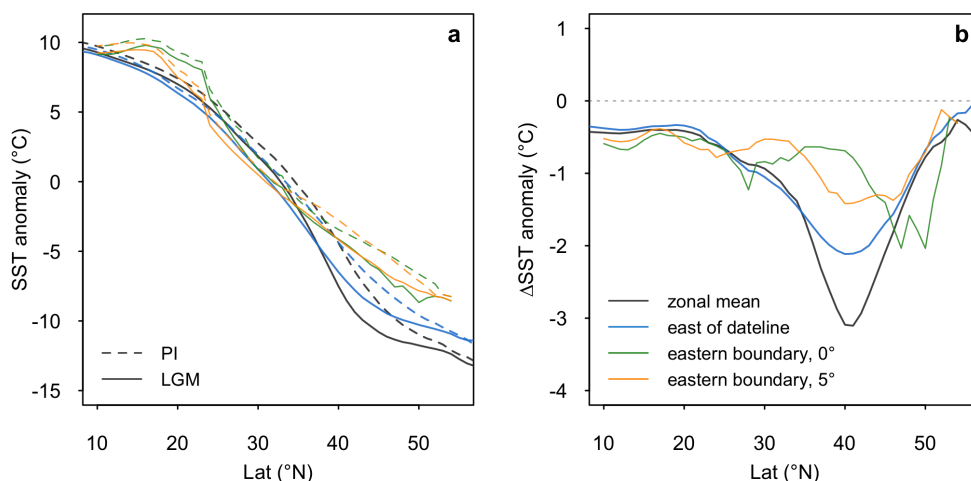 a
SST anomaly (°C)
10
5
0
-5
-10
-15
PI
LGM
10
20
30
40
50
Lat (°N)
b
ΔSST anomaly (°C)
1
0
-1
-2
-3
-4
zonal mean
east of dateline
eastern boundary, 0°
eastern boundary, 5°
10
20
30
40
50
Lat (°N)